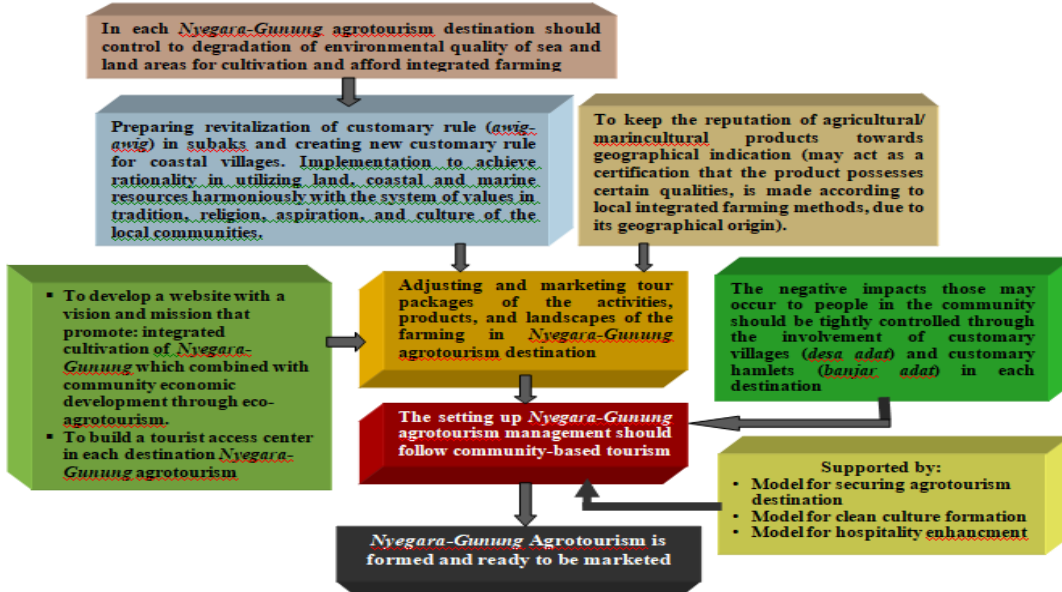 In each Nyegara-Gunung agrotourism destination should
control to degradation of environmental quality of sea and
land areas for cultivation and afford integrated farming
Preparing revitalization of customary rule (awig-
awig) in subaks and creating new customary rule
for coastal villages. Implementation to achieve
rationality in utilizing land, coastal and marine
resources harmoniously with the system of values in
tradition, religion, aspiration, and culture of the
local communities.
To keep the reputation of agricultural/
marincultural products towards
geographical indication (may act as a
certification that the product possesses
certain qualities, is made according to
local integrated farming methods, due to
its geographical origin).
▪ To develop a website with a
vision and mission that
promote: integrated
cultivation of Nyegara-
Gunung which combined with
community economic
development through eco-
agrotourism.
▪ To build a tourist access center
in each destination Nyegara-
Gunung agrotourism
Adjusting and marketing tour
packages of the activities,
products, and landscapes of the
farming in Nyegara-Gunung
agrotourism destination
The negative impacts those may
occur to people in the community
should be tightly controlled through
the involvement of customary
villages (desa adat) and customary
hamlets (banjar adat) in each
destination
The setting up Nyegara-Gunung
agrotourism management should
follow community-based tourism
Supported by:
• Model for securing agrotourism
destination
• Model for clean culture formation
• Model for hospitality enhancment
Nyegara-Gunung Agrotourism is
formed and ready to be marketed